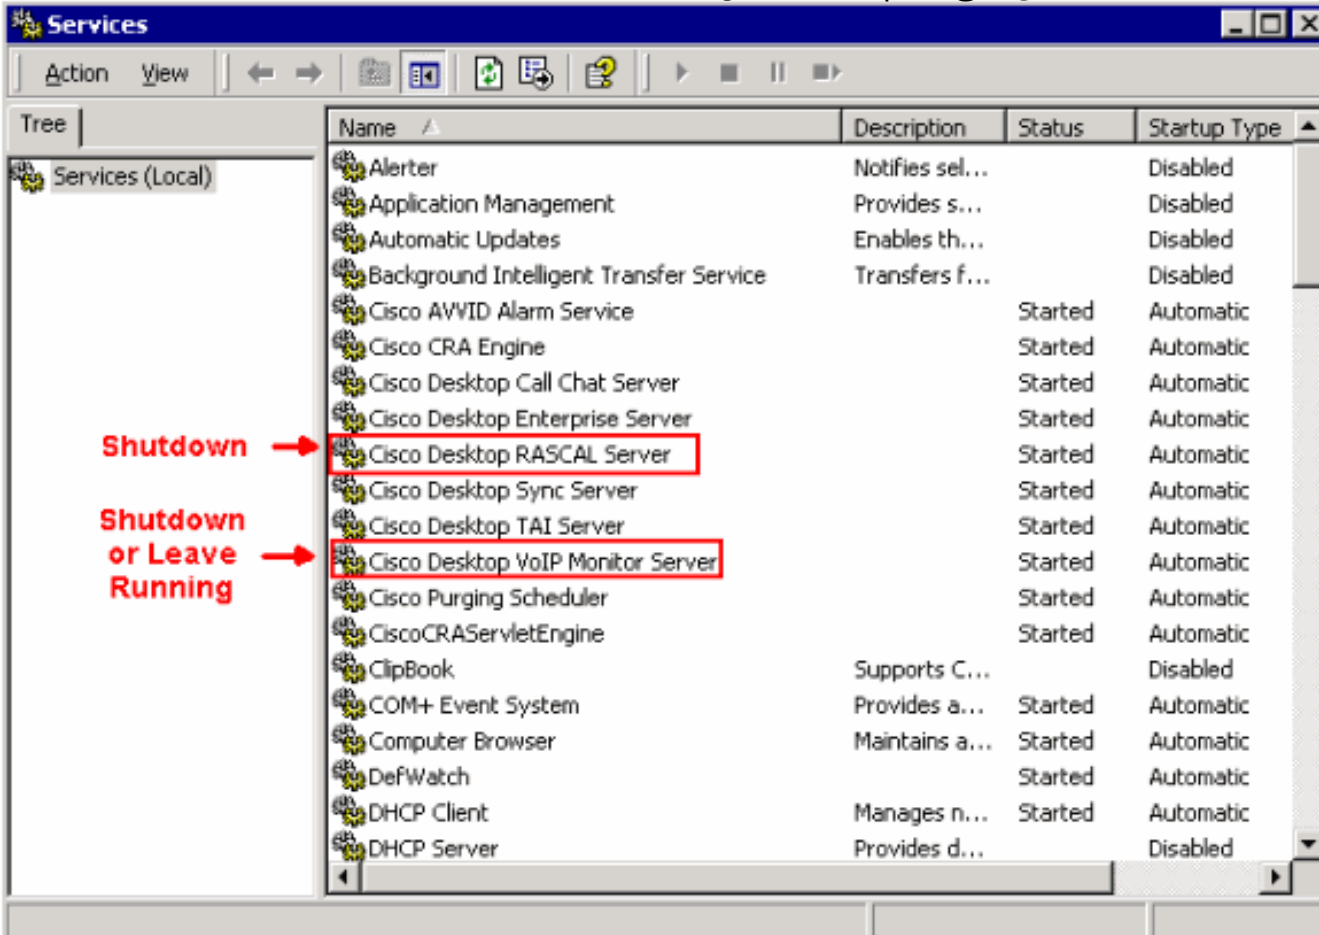 Services
Action View
Tree
Name Description Status Startup Type
Services (Local)
Alerter Notifies sel... Disabled
Application Management Provides s... Disabled
Automatic Updates Enables th... Disabled
Background Intelligent Transfer Service Transfers f... Disabled
Cisco AVVID Alarm Service Started Automatic
Cisco CRA Engine Started Automatic
Cisco Desktop Call Chat Server Started Automatic
Cisco Desktop Enterprise Server Started Automatic
Shutdown
Cisco Desktop RASCAL Server Started Automatic
Cisco Desktop Sync Server Started Automatic
Cisco Desktop TAI Server Started Automatic
Shutdown
or Leave
Running
Cisco Desktop VoIP Monitor Server Started Automatic
Cisco Purging Scheduler Started Automatic
CiscoCRAServletEngine Started Automatic
ClipBook Supports C... Disabled
COM+ Event System Provides a... Started Automatic
Computer Browser Maintains a... Started Automatic
DefWatch Started Automatic
DHCP Client Manages n... Started Automatic
DHCP Server Provides d... Disabled